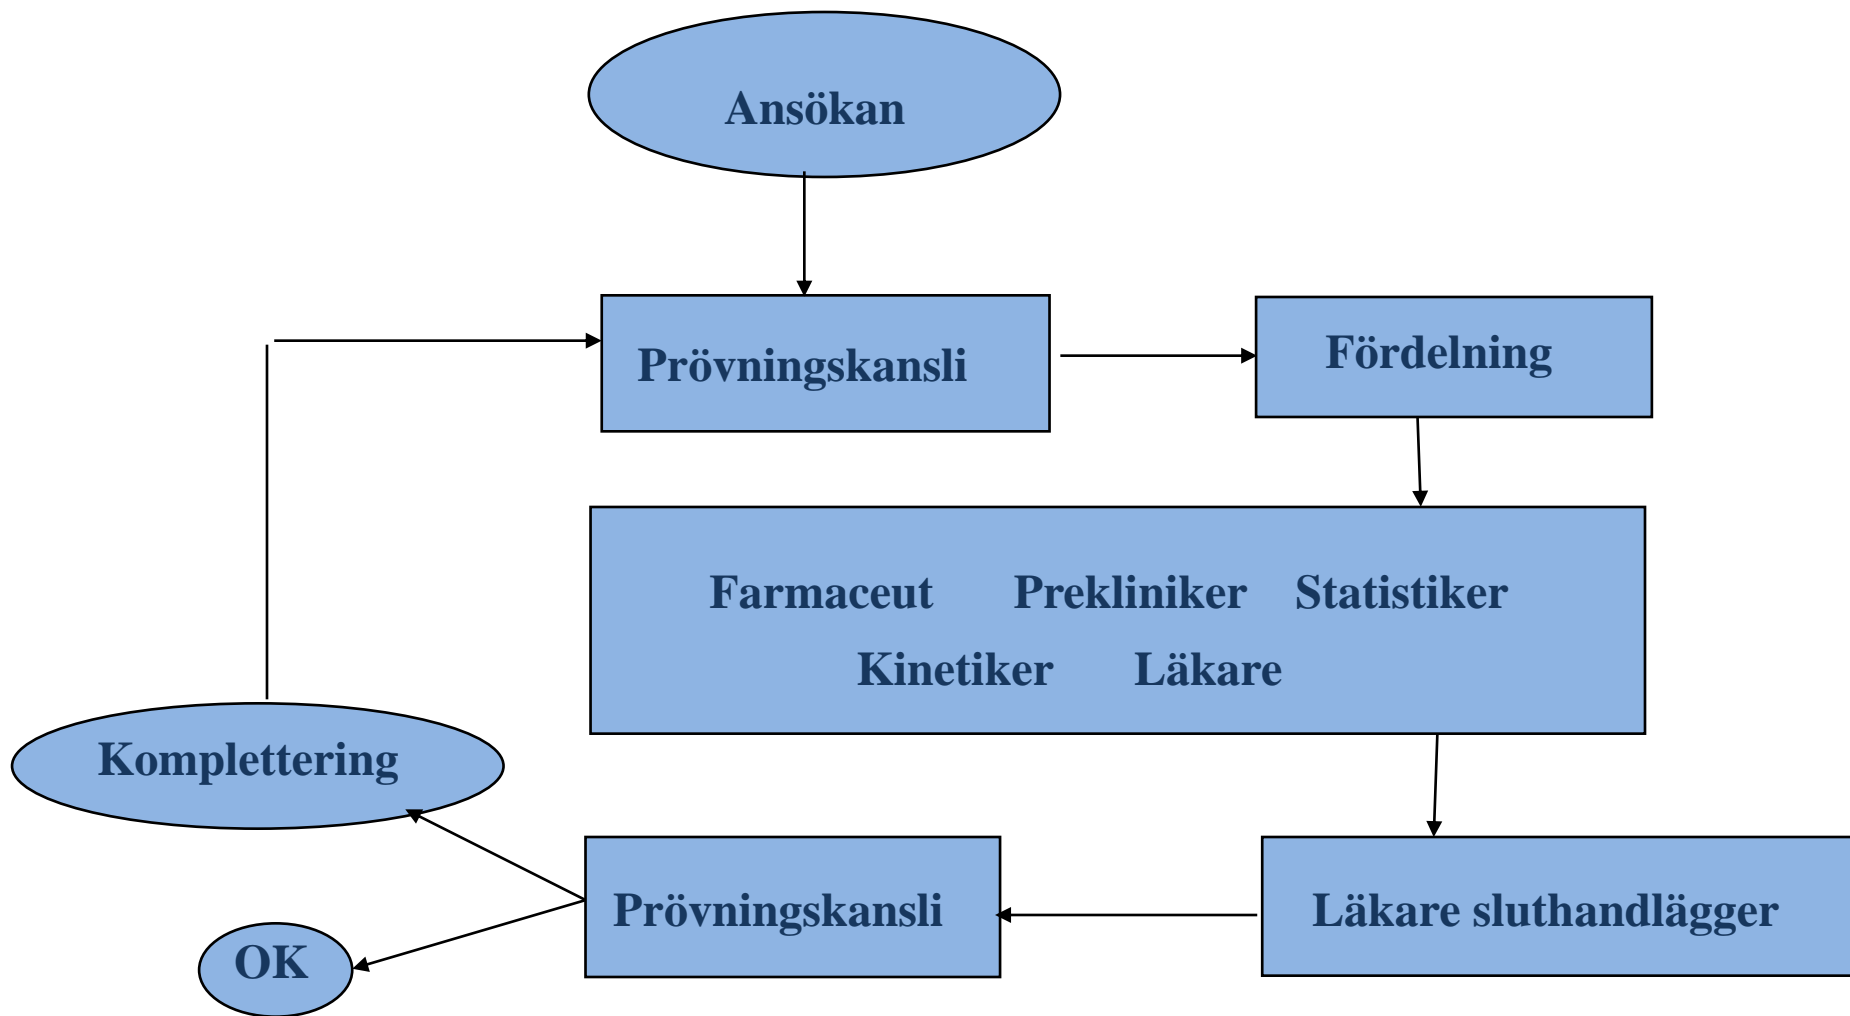 Ansökan
Prövningskansli
Fördelning
Farmaceut Prekliniker Statistiker
Kinetiker Läkare
Komplettering
Prövningskansli
Läkare sluthandlägger
OK